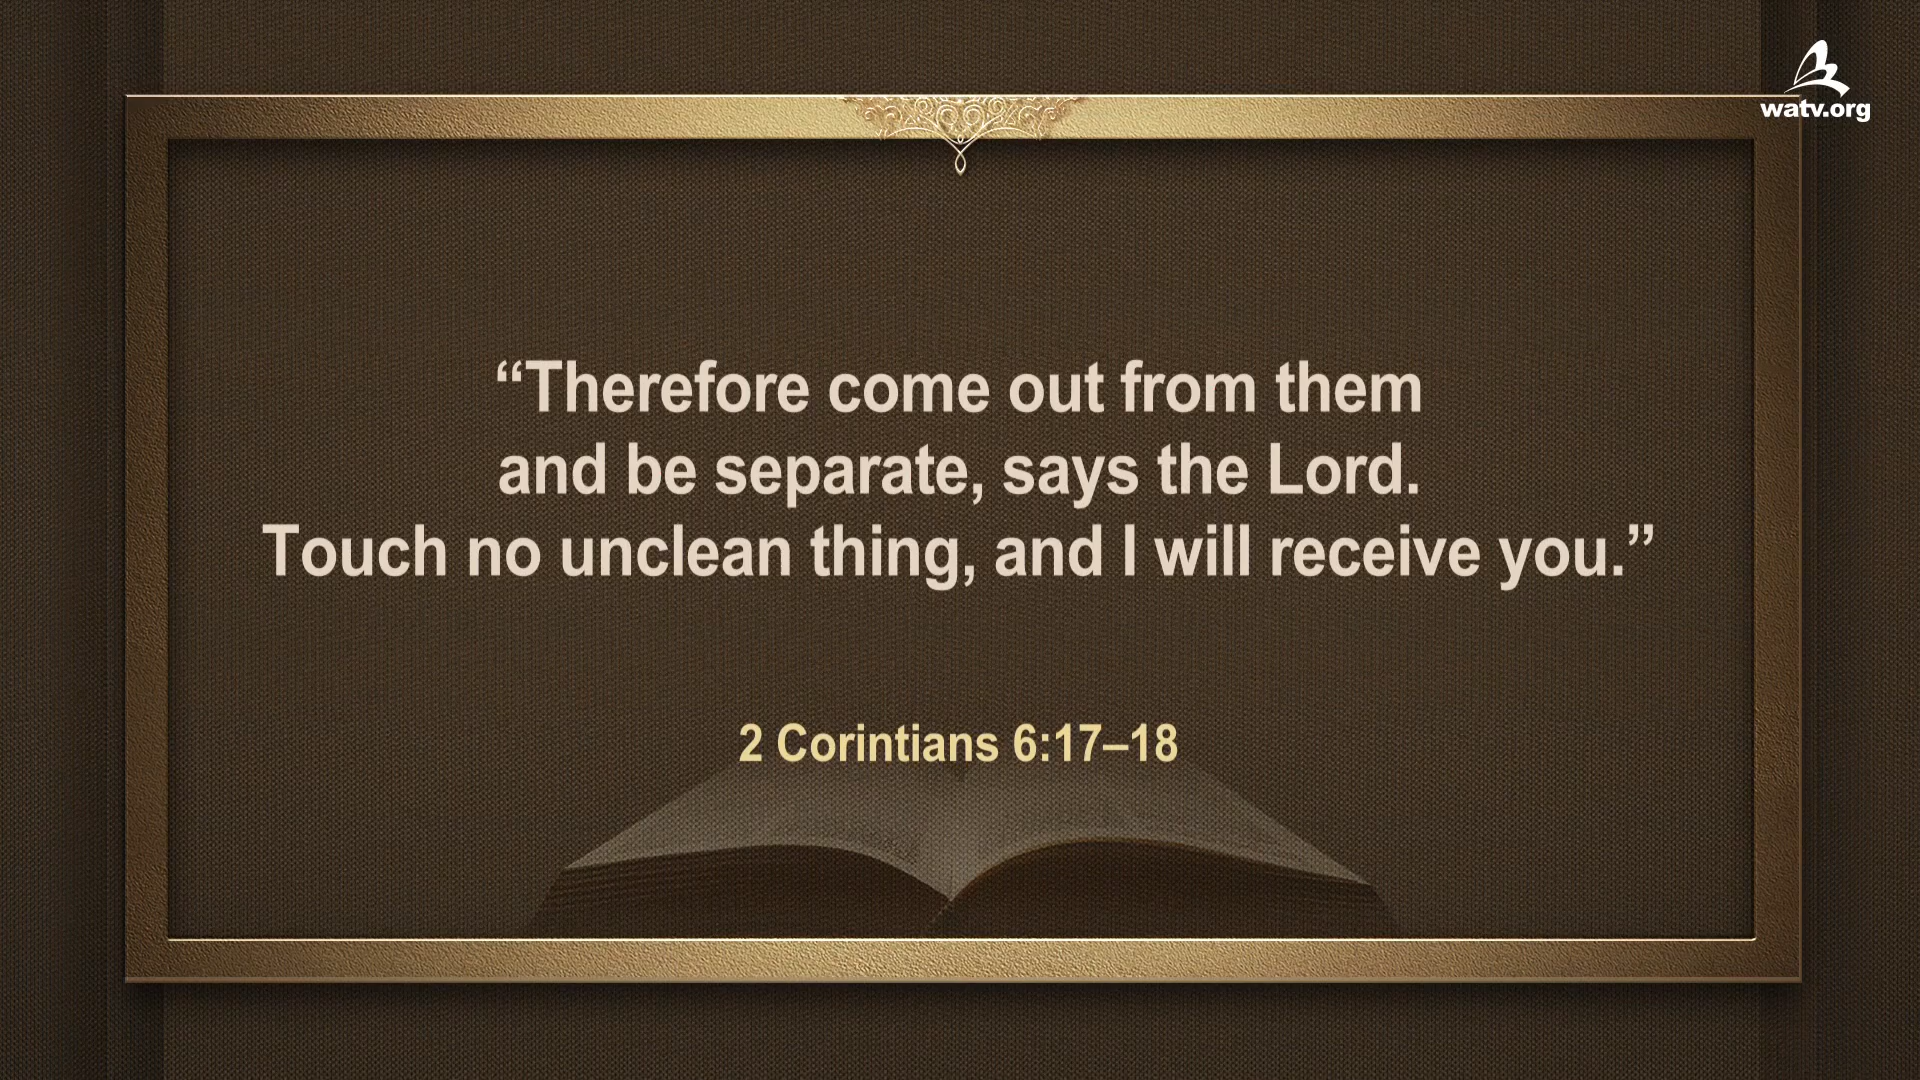 watv.org
“Therefore come out from them
and be separate, says the Lord.
Touch no unclean thing, and I will receive you.”
2 Corintians 6:17–18